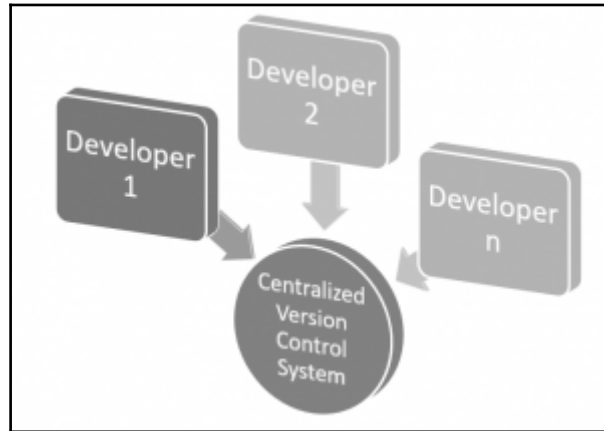 Developer
1
Developer
2
Developer
n
Centralized
Version
Control
System